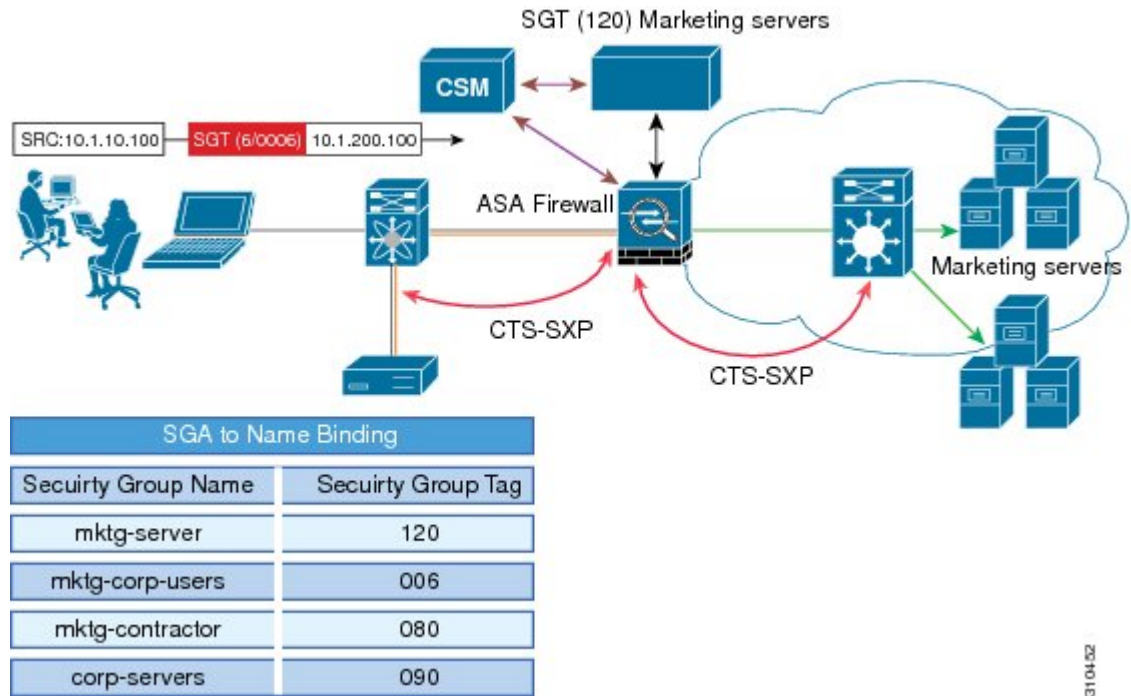 SGT (120) Marketing servers
CSM
SRC:10.1.10.100
SGT (6/0006)
10.1.200.100
ASA Firewall
Marketing servers
CTS-SXP
CTS-SXP
SGA to Name Binding
Secuirty Group Name
Secuirty Group Tag
mktg-server
120
mktg-corp-users
006
mktg-contractor
080
corp-servers
090
310452